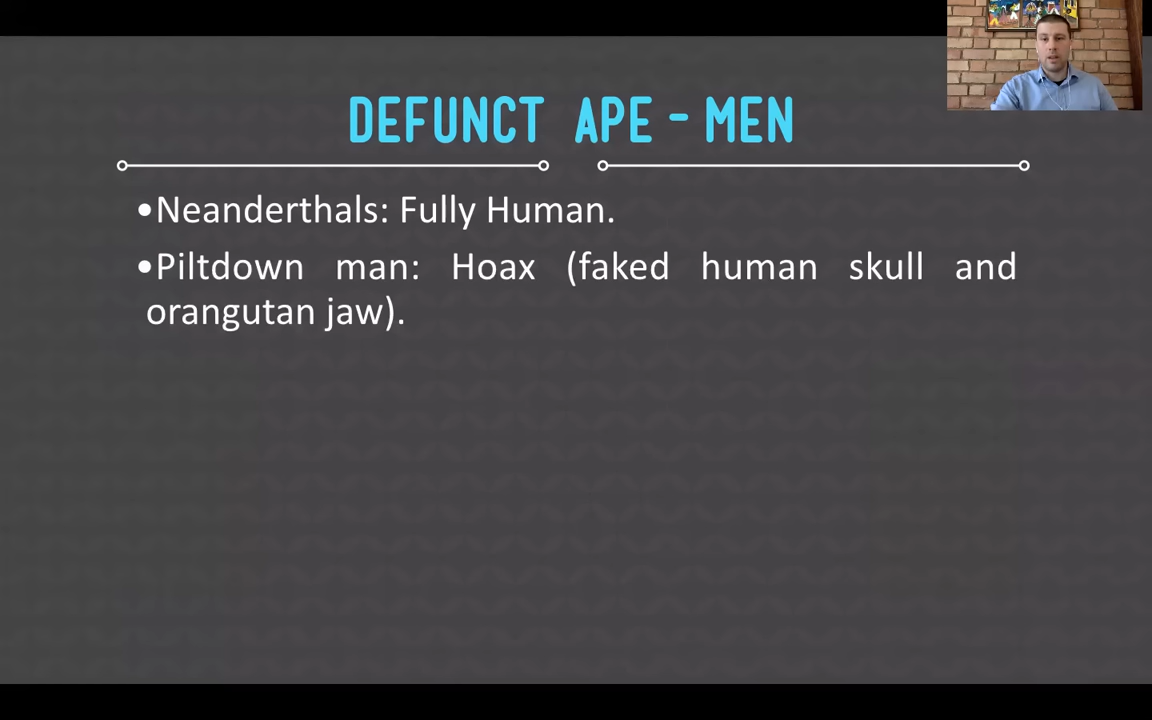 DEFUNCT APE - MEN
•Neanderthals: Fully Human.
•Piltdown man: Hoax (faked human skull and
orangutan jaw).